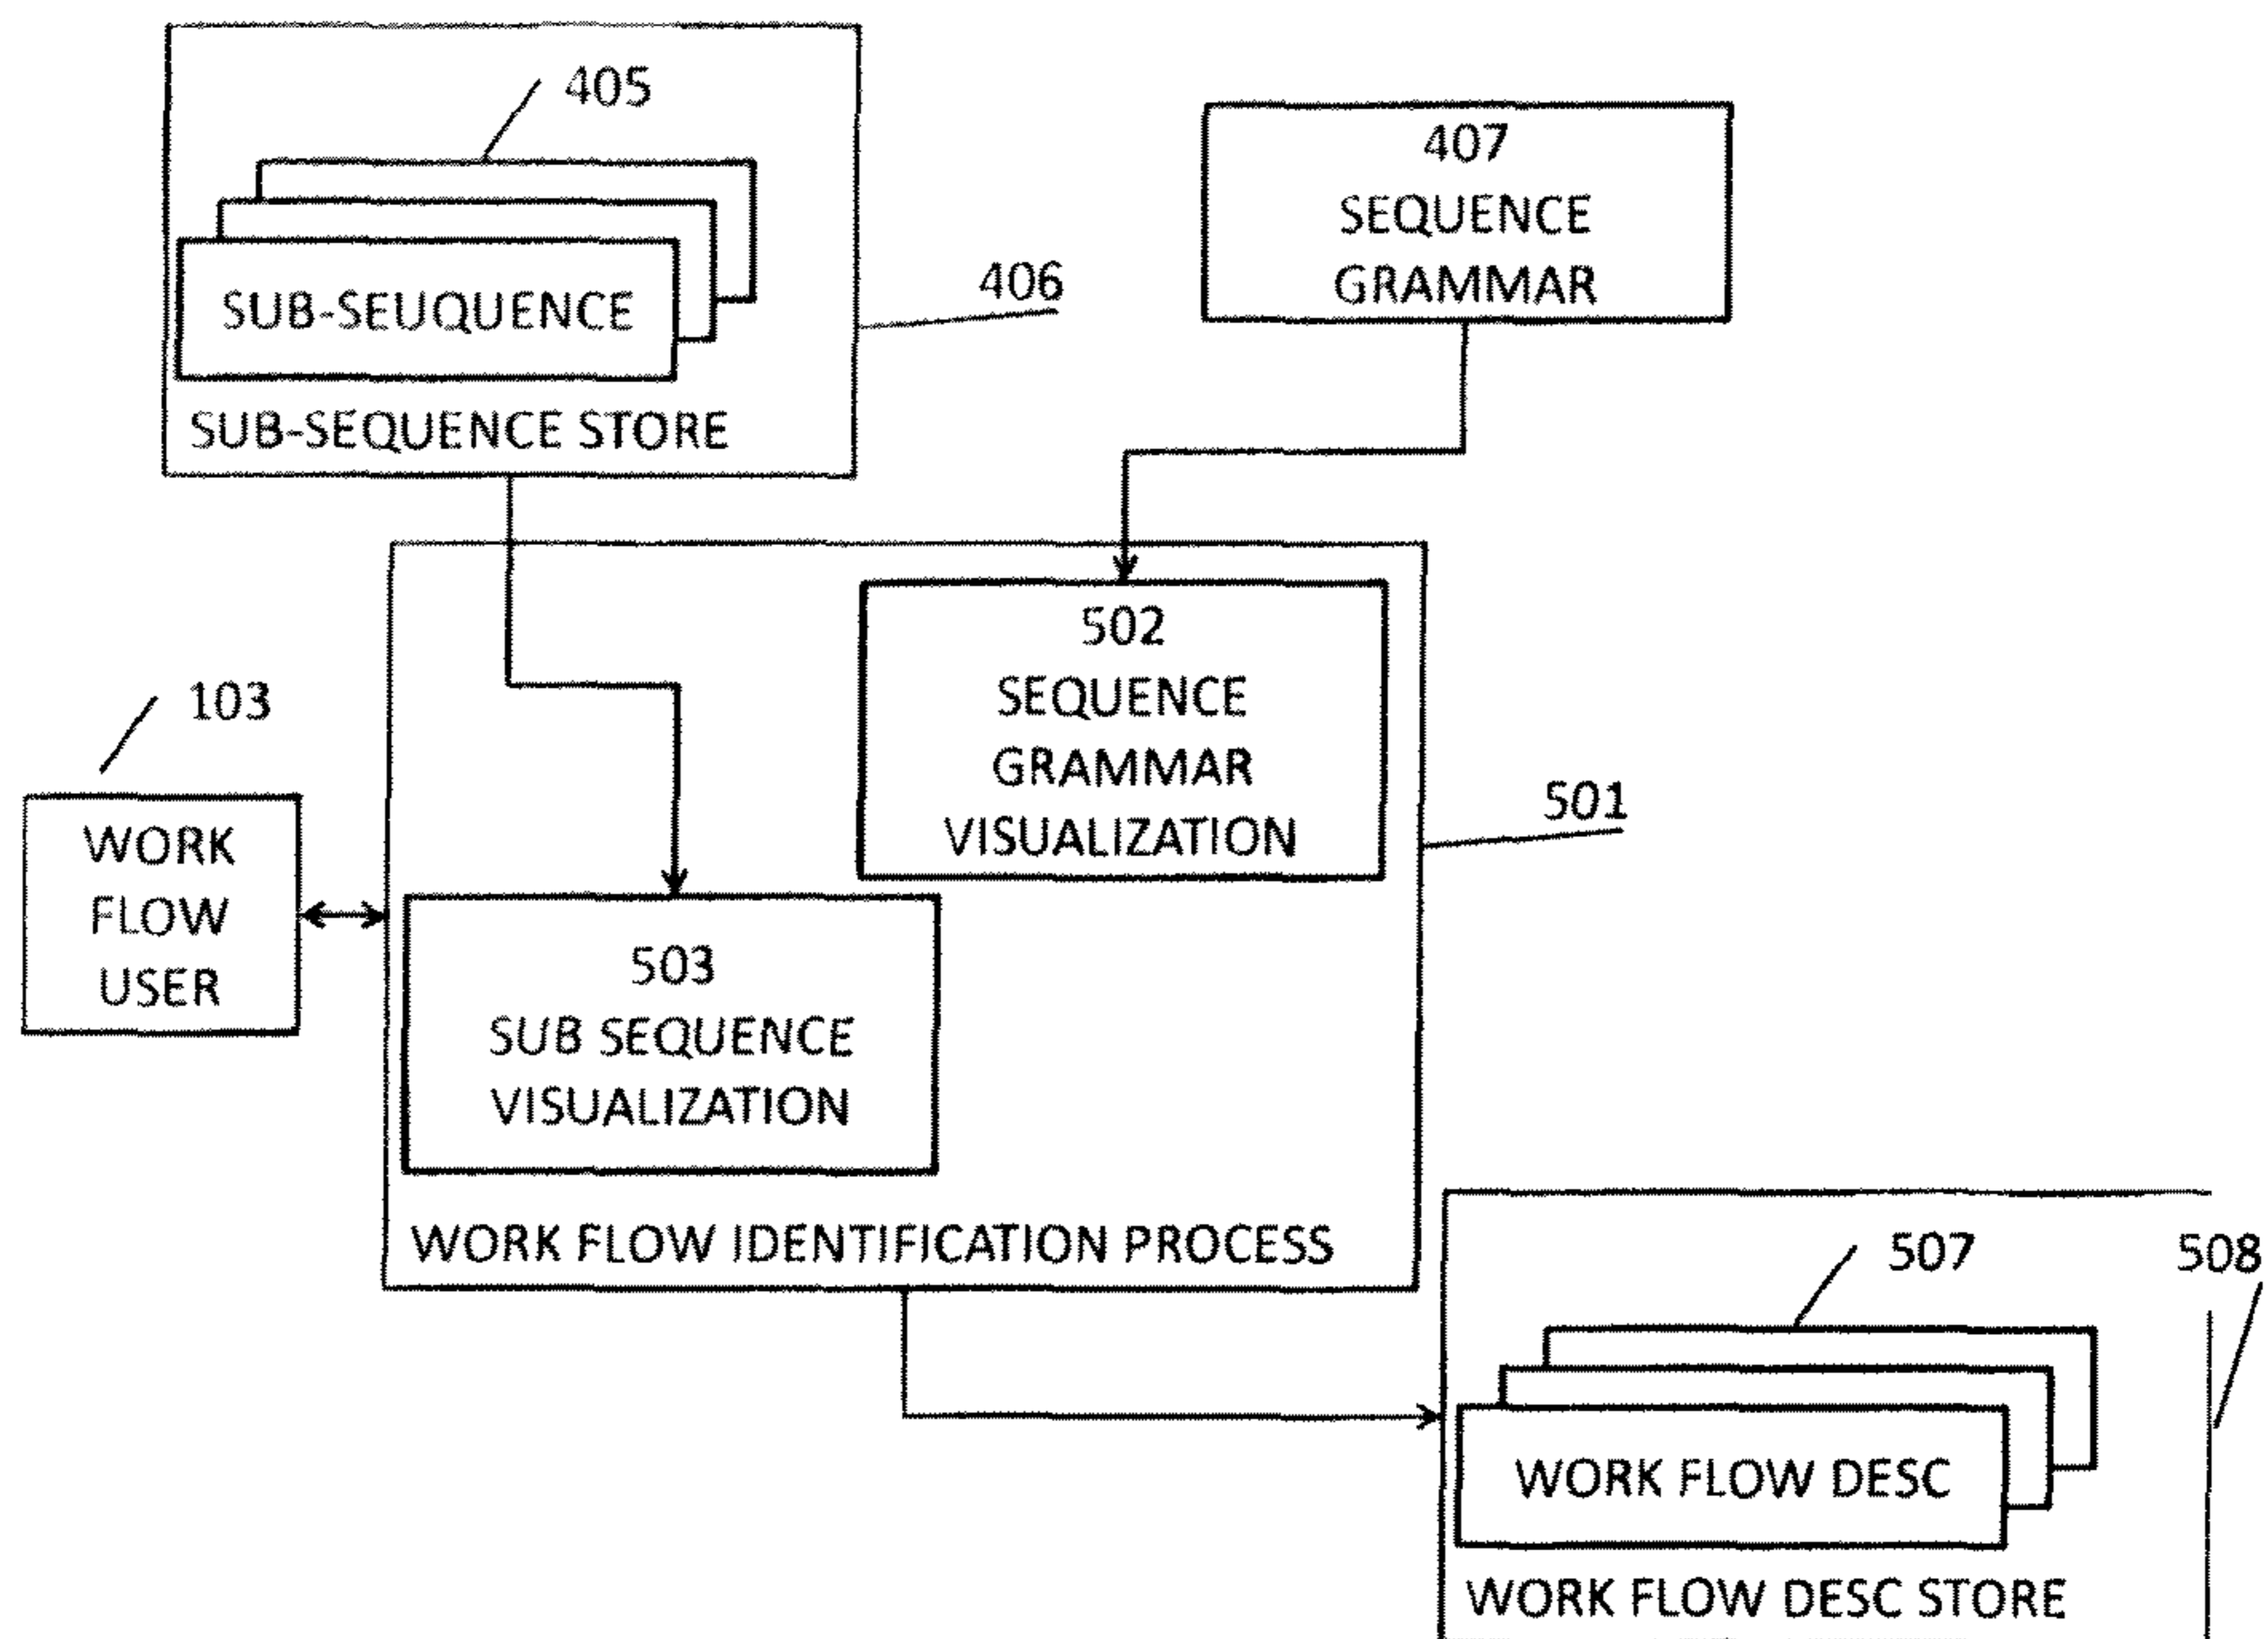 405
SUB-SEUQUENCE
SUB-SEQUENCE STORE
406
407
SEQUENCE
GRAMMAR
502
SEQUENCE
GRAMMAR
VISUALIZATION
501
103
WORK
FLOW
USER
503
SUB SEQUENCE
VISUALIZATION
WORK FLOW IDENTIFICATION PROCESS
507
508
WORK FLOW DESC
WORK FLOW DESC STORE